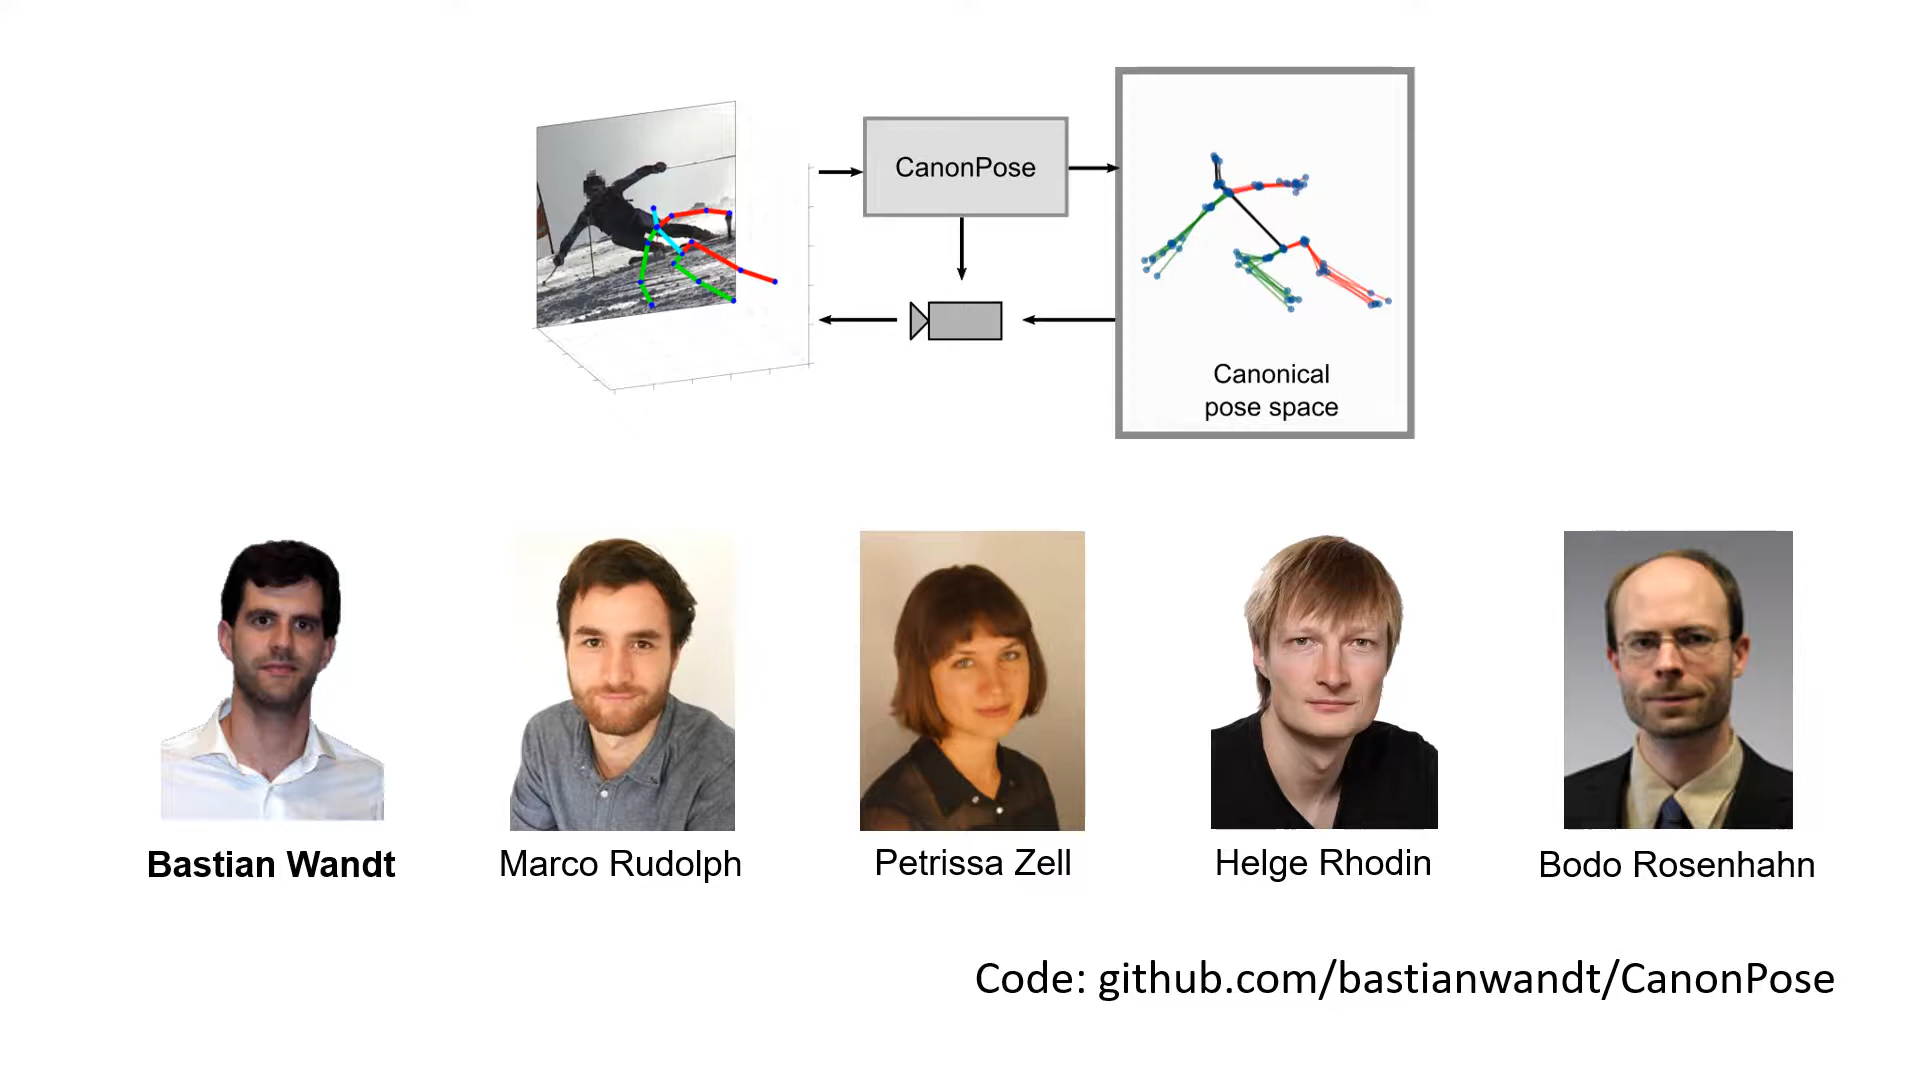 CanonPose
Canonical
pose space
Bastian Wandt
Marco Rudolph
Petrissa Zell
Helge Rhodin
Bodo Rosenhahn
Code: github.com/bastianwandt/CanonPose